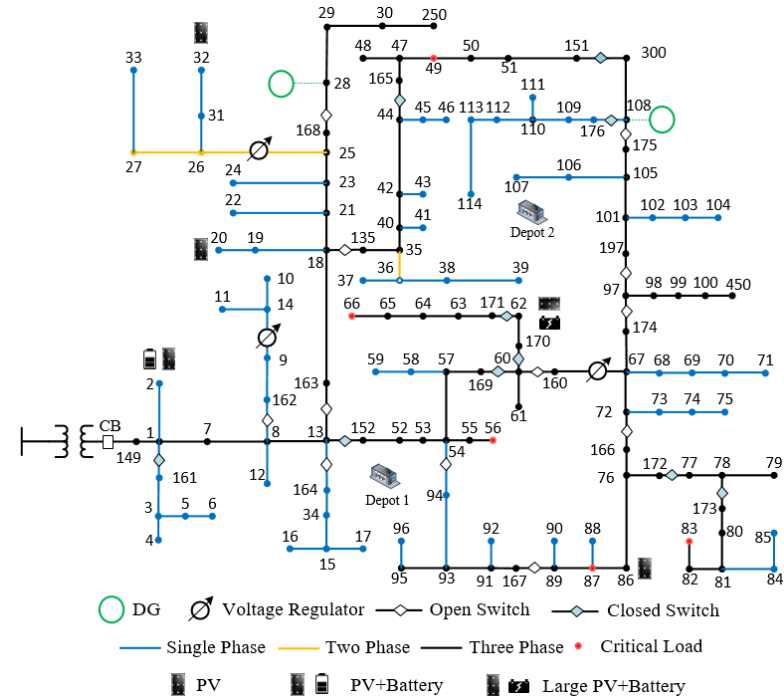 29 30 250
33 32 48 47 49 50 51 151 300
28 165
31 168 44 45 46 113 112 111 110 109 176 108
175
27 26 25
24 23 42 43 107 106 105
114
22 21 40 41 Depot 2 101 102 103 104
20 19 18 135 35 197
36
37 38 39
10 97 98 99 100 450
11 14 66 65 64 63 171 62 174
170
9 59 58 57 60 169 160 67 68 69 70 71
2 163 61
162 72 73 74 75
CB
149 1 7 8 13 152 52 53 55 56 166
54
161 12 164 Depot 1 94 76 172 77 78 79
3 5 6 34 173
4 96 92 90 88 83 80 85
16 15 17
95 93 91 167 89 87 86 82 81 84
DG Voltage Regulator Open Switch Closed Switch
Single Phase Two Phase Three Phase Critical Load
PV PV+Battery Large PV+Battery